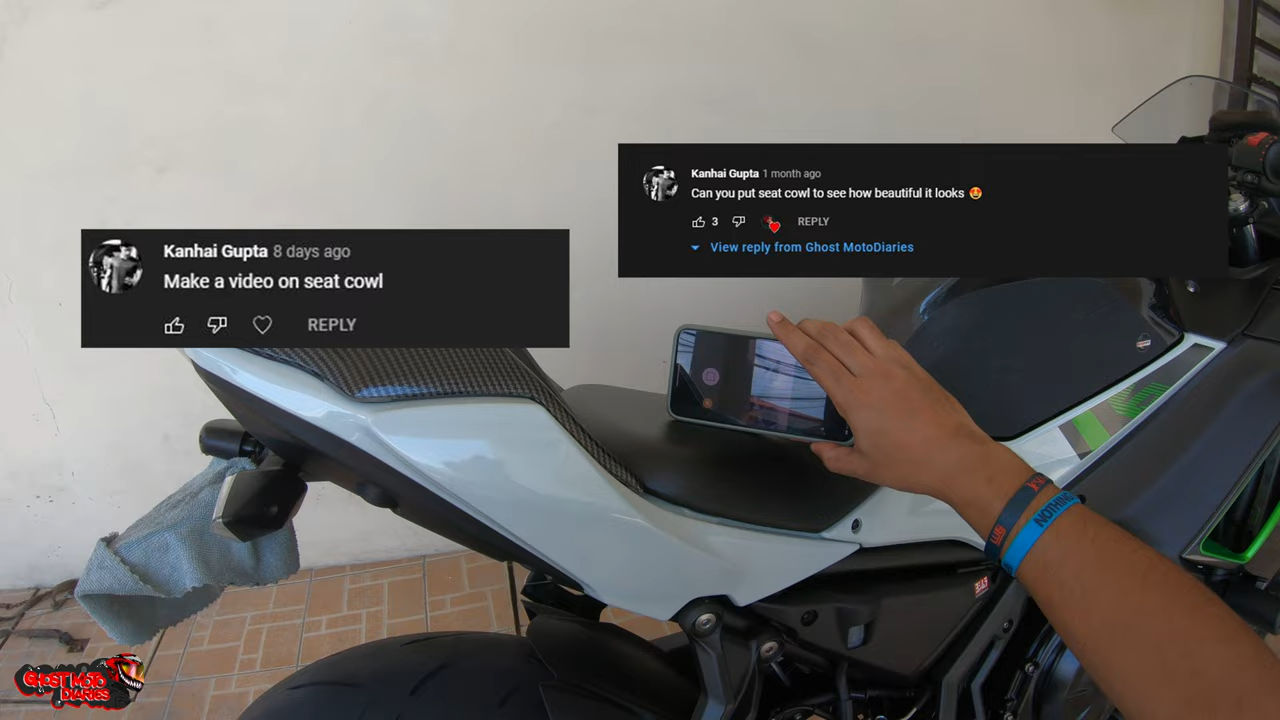 Kanhai Gupta 1 month ago
Can you put seat cowl to see how beautiful it looks 🤩
3 REPLY
View reply from Ghost MotoDiaries
Kanhai Gupta 8 days ago
Make a video on seat cowl
REPLY
NOTHING
GHOST MOTO
DIARIES